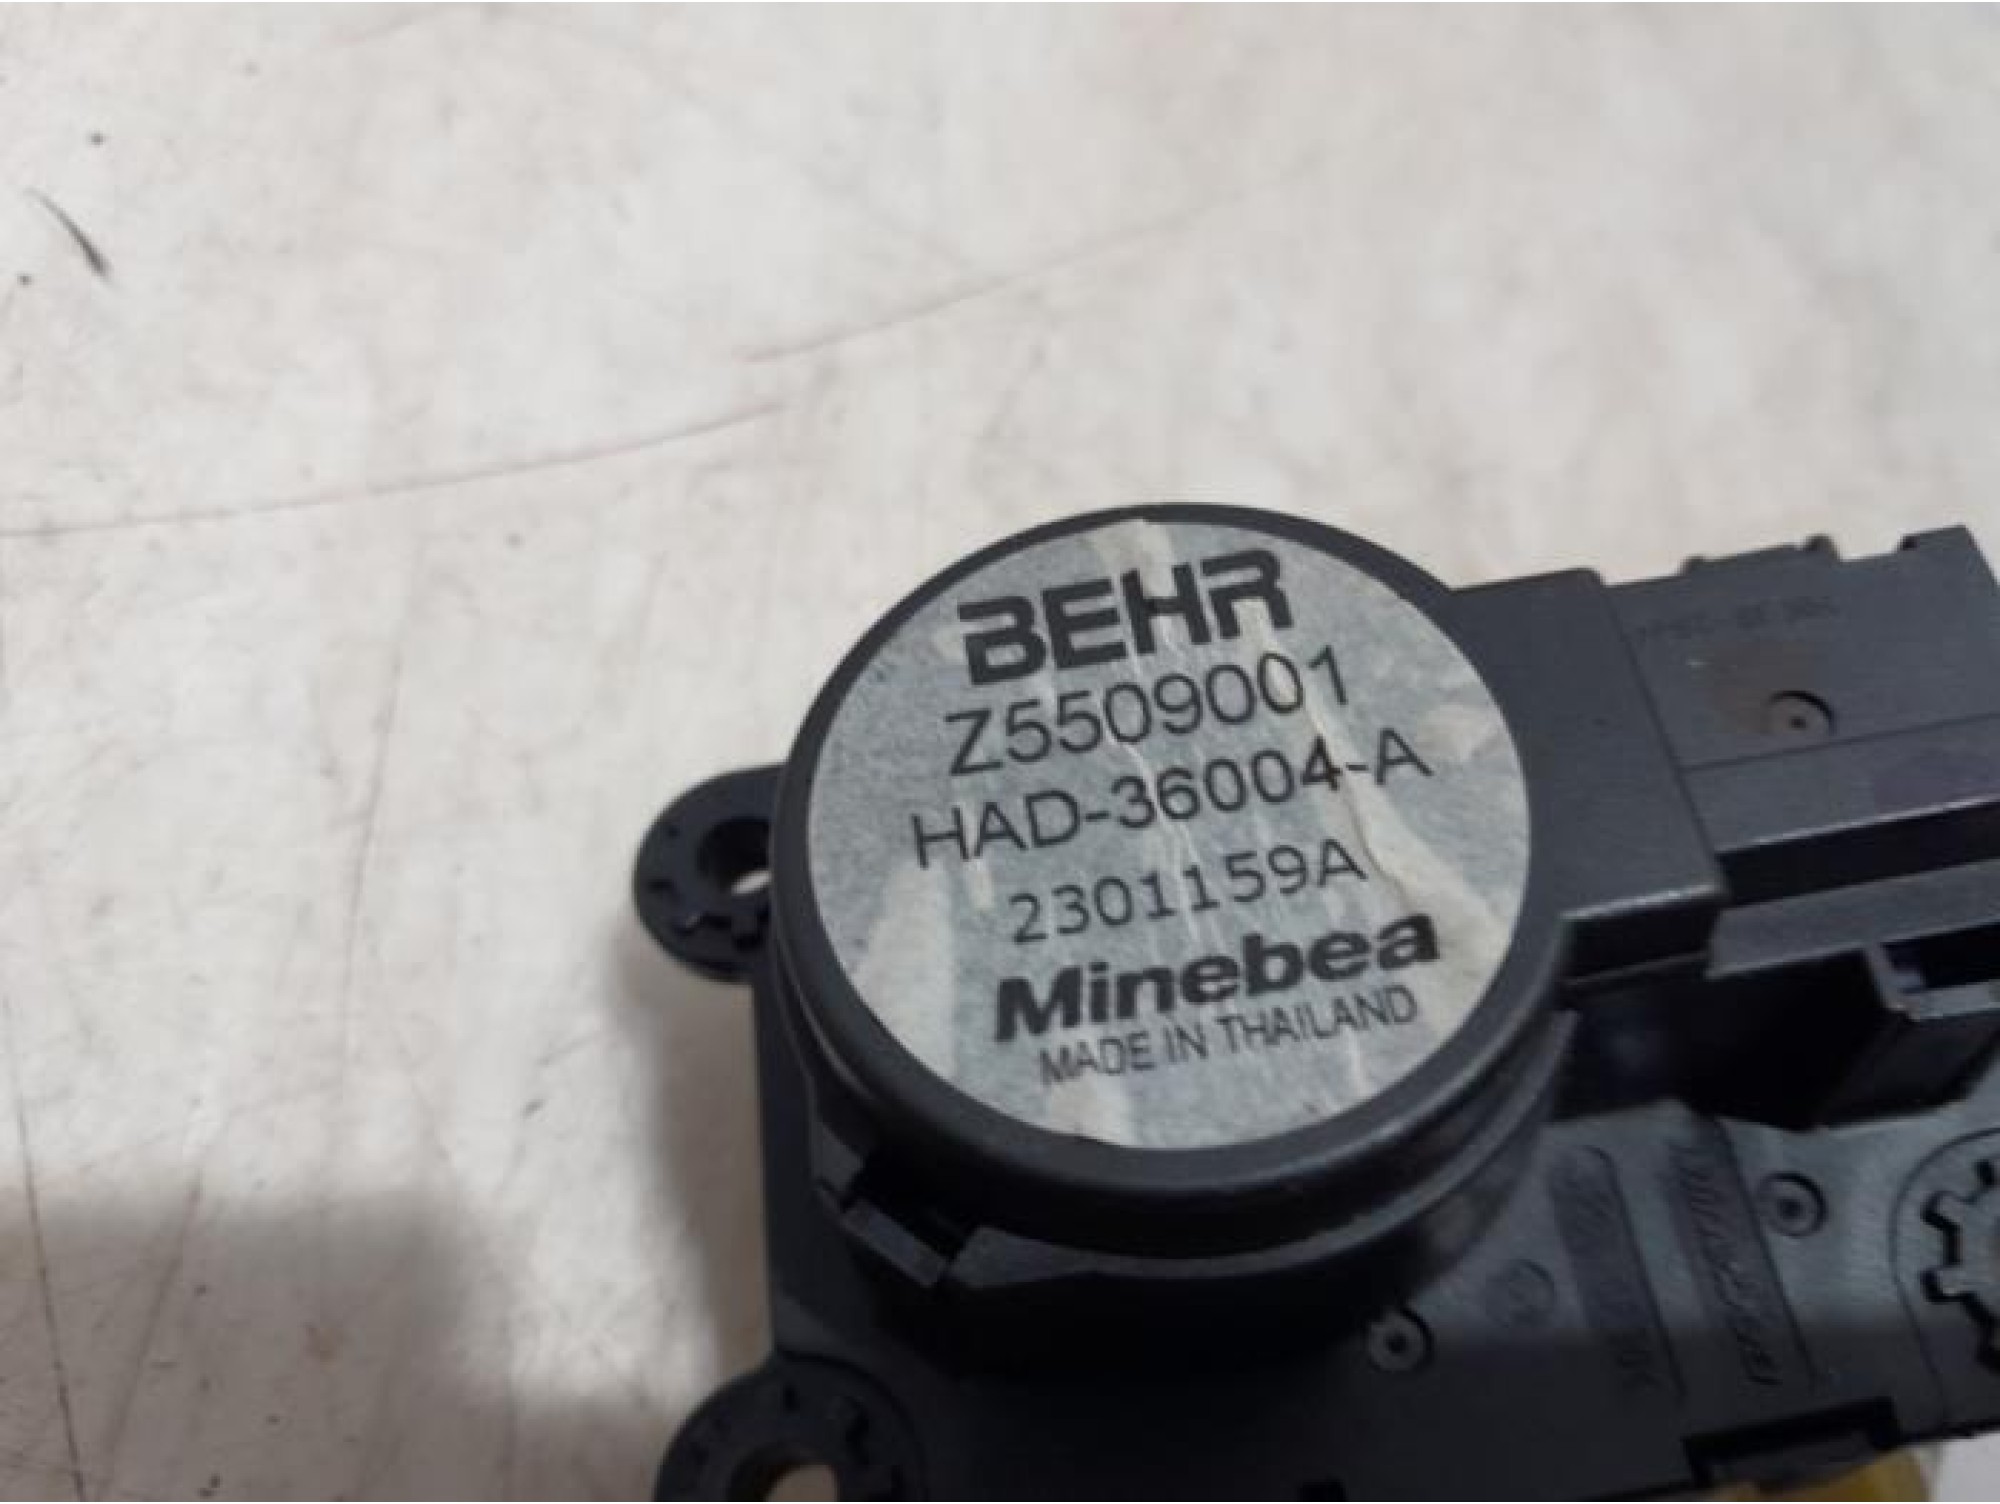 BEHR
Z5509001
HAD-36004-A
2301159A
Minebea
MADE IN THAILAND